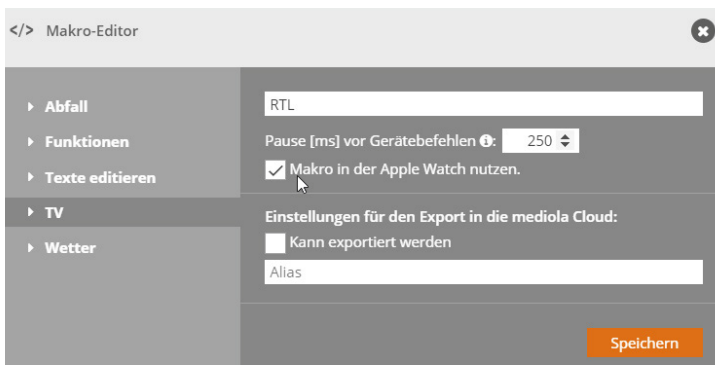 </> Makro-Editor
Abfall
Funktionen
Texte editieren
TV
Wetter
RTL
Pause [ms] vor Gerätebefehlen i: 250
Makro in der Apple Watch nutzen.
Einstellungen für den Export in die mediola Cloud:
Kann exportiert werden
Alias
Speichern